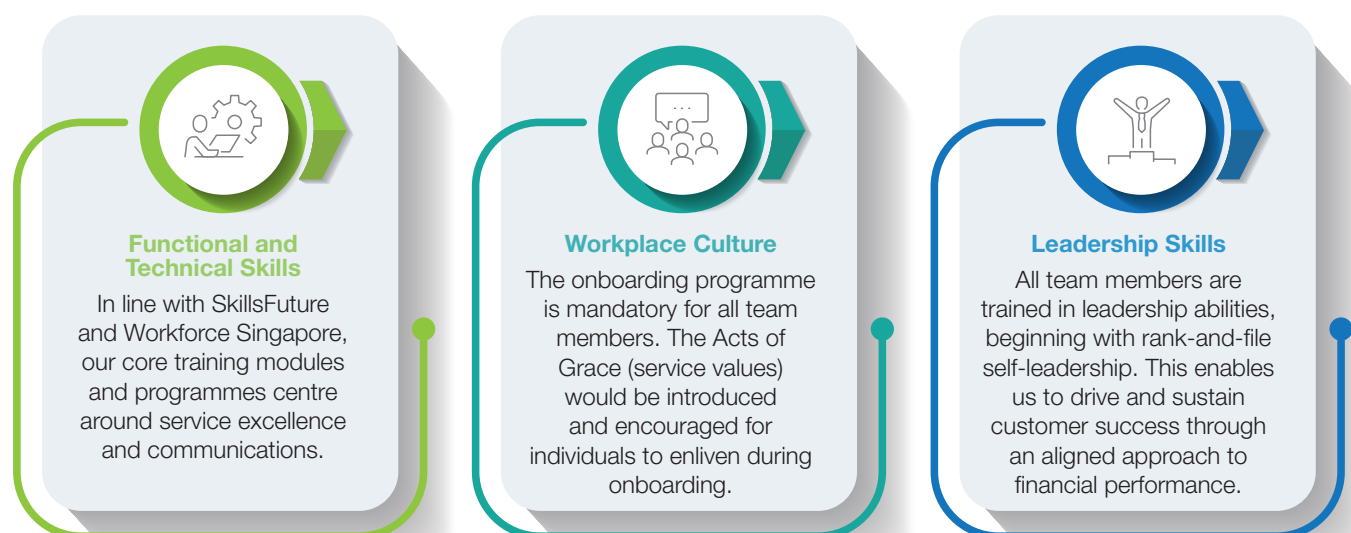 Functional and
Technical Skills
In line with SkillsFuture
and Workforce Singapore,
our core training modules
and programmes centre
around service excellence
and communications.
Workplace Culture
The onboarding programme
is mandatory for all team
members. The Acts of
Grace (service values)
would be introduced
and encouraged for
individuals to enliven during
onboarding.
Leadership Skills
All team members are
trained in leadership abilities,
beginning with rank-and-file
self-leadership. This enables
us to drive and sustain
customer success through
an aligned approach to
financial performance.